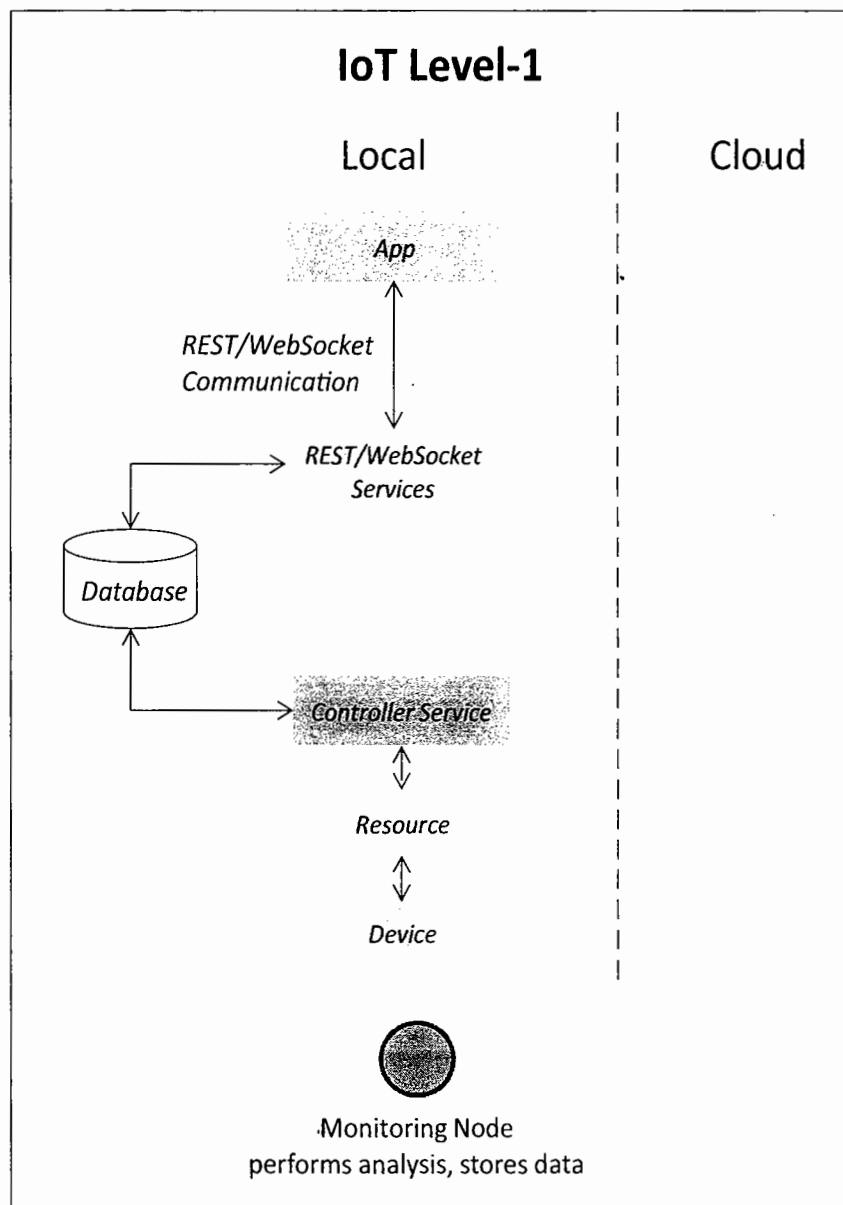 IoT Level-1
Local
Cloud
App
REST/WebSocket
Communication
REST/WebSocket
Services
Database
Controller Service
Resource
Device
Monitoring Node
performs analysis, stores data